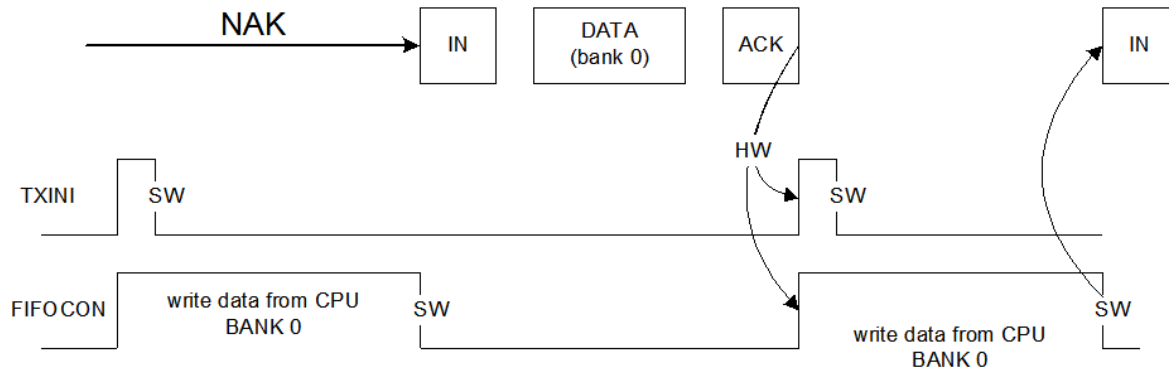 NAK
IN
DATA
(bank 0)
ACK
IN
HW
TXINI
SW
SW
FIFOCON
write data from CPU
BANK 0
SW
write data from CPU
BANK 0
SW